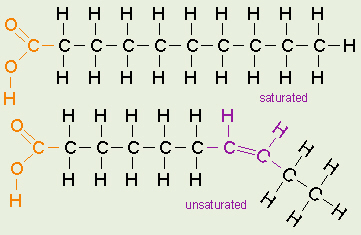 H H H H H H H H H
O
C C C C C C C C C C H
O H H H H H H H H H
H saturated
H H H H H H
O H
C C C C C C C C H
H
O H H H H H C
H C
H unsaturated
H H